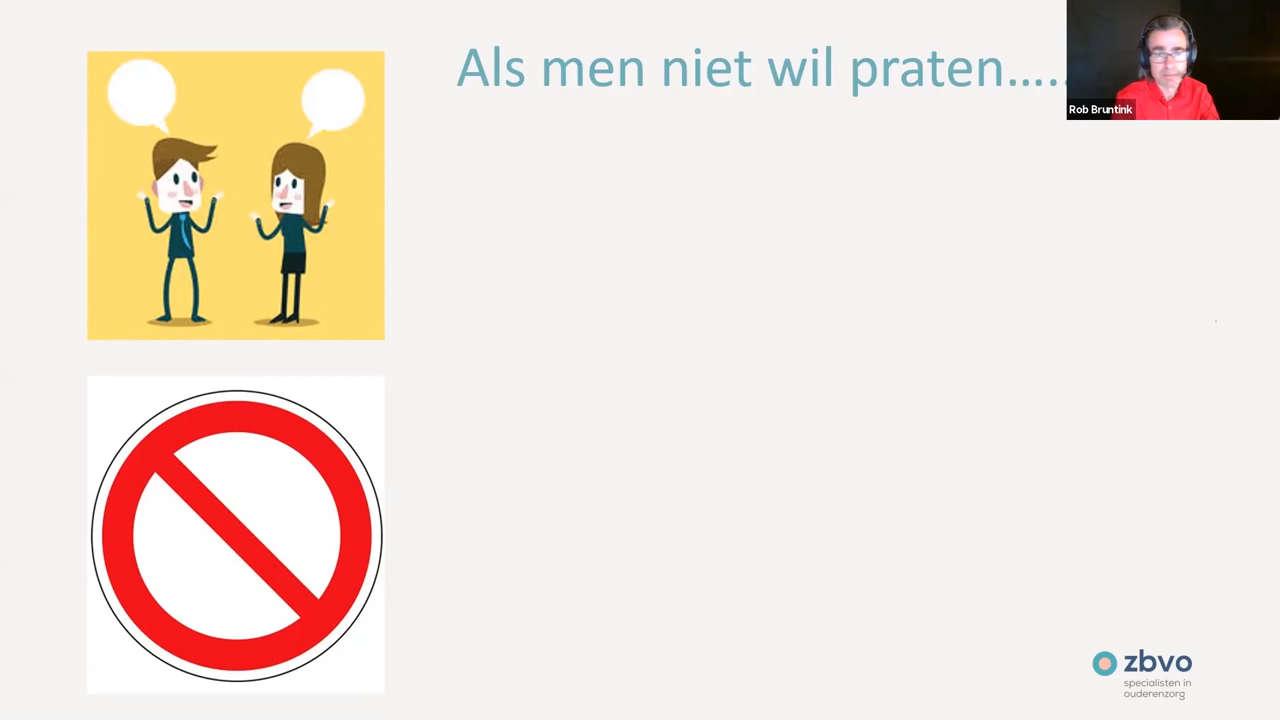 Als men niet wil praten.....
Rob Bruntink
zbvo
specialisten in
ouderenzorg